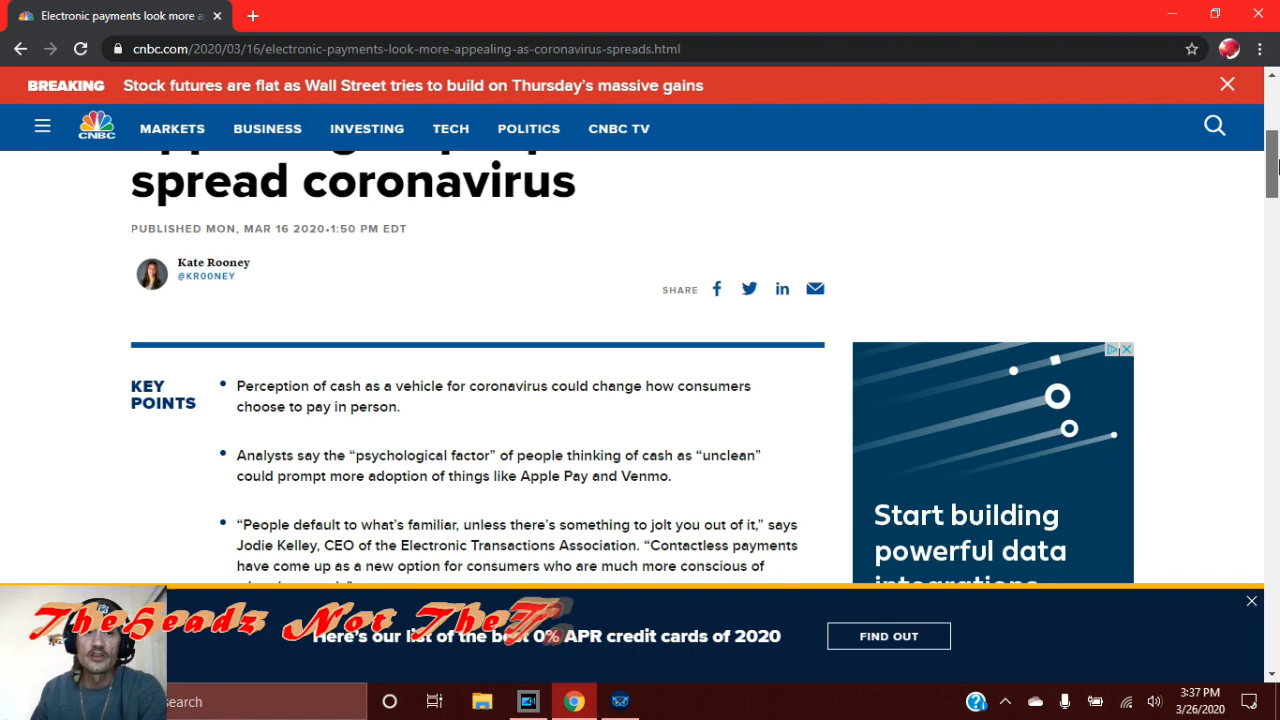 Electronic payments look more a
cnbc.com/2020/03/16/electronic-payments-look-more-appealing-as-coronavirus-spreads.html
BREAKING Stock futures are flat as Wall Street tries to build on Thursday's massive gains
CNBC MARKETS BUSINESS INVESTING TECH POLITICS CNBC TV
spread coronavirus
PUBLISHED MON, MAR 16 2020•1:50 PM EDT
Kate Rooney
@KROONEY
SHARE
KEY POINTS
Perception of cash as a vehicle for coronavirus could change how consumers
choose to pay in person.
Analysts say the “psychological factor” of people thinking of cash as “unclean”
could prompt more adoption of things like Apple Pay and Venmo.
“People default to what’s familiar, unless there’s something to jolt you out of it,” says
Jodie Kelley, CEO of the Electronic Transactions Association. “Contactless payments
have come up as a new option for consumers who are much more conscious of
Start building
powerful data
integrations
TheHeadz Not TheT
Here's our list of the best 0% APR credit cards of 2020
FIND OUT
search
3:37 PM
3/26/2020